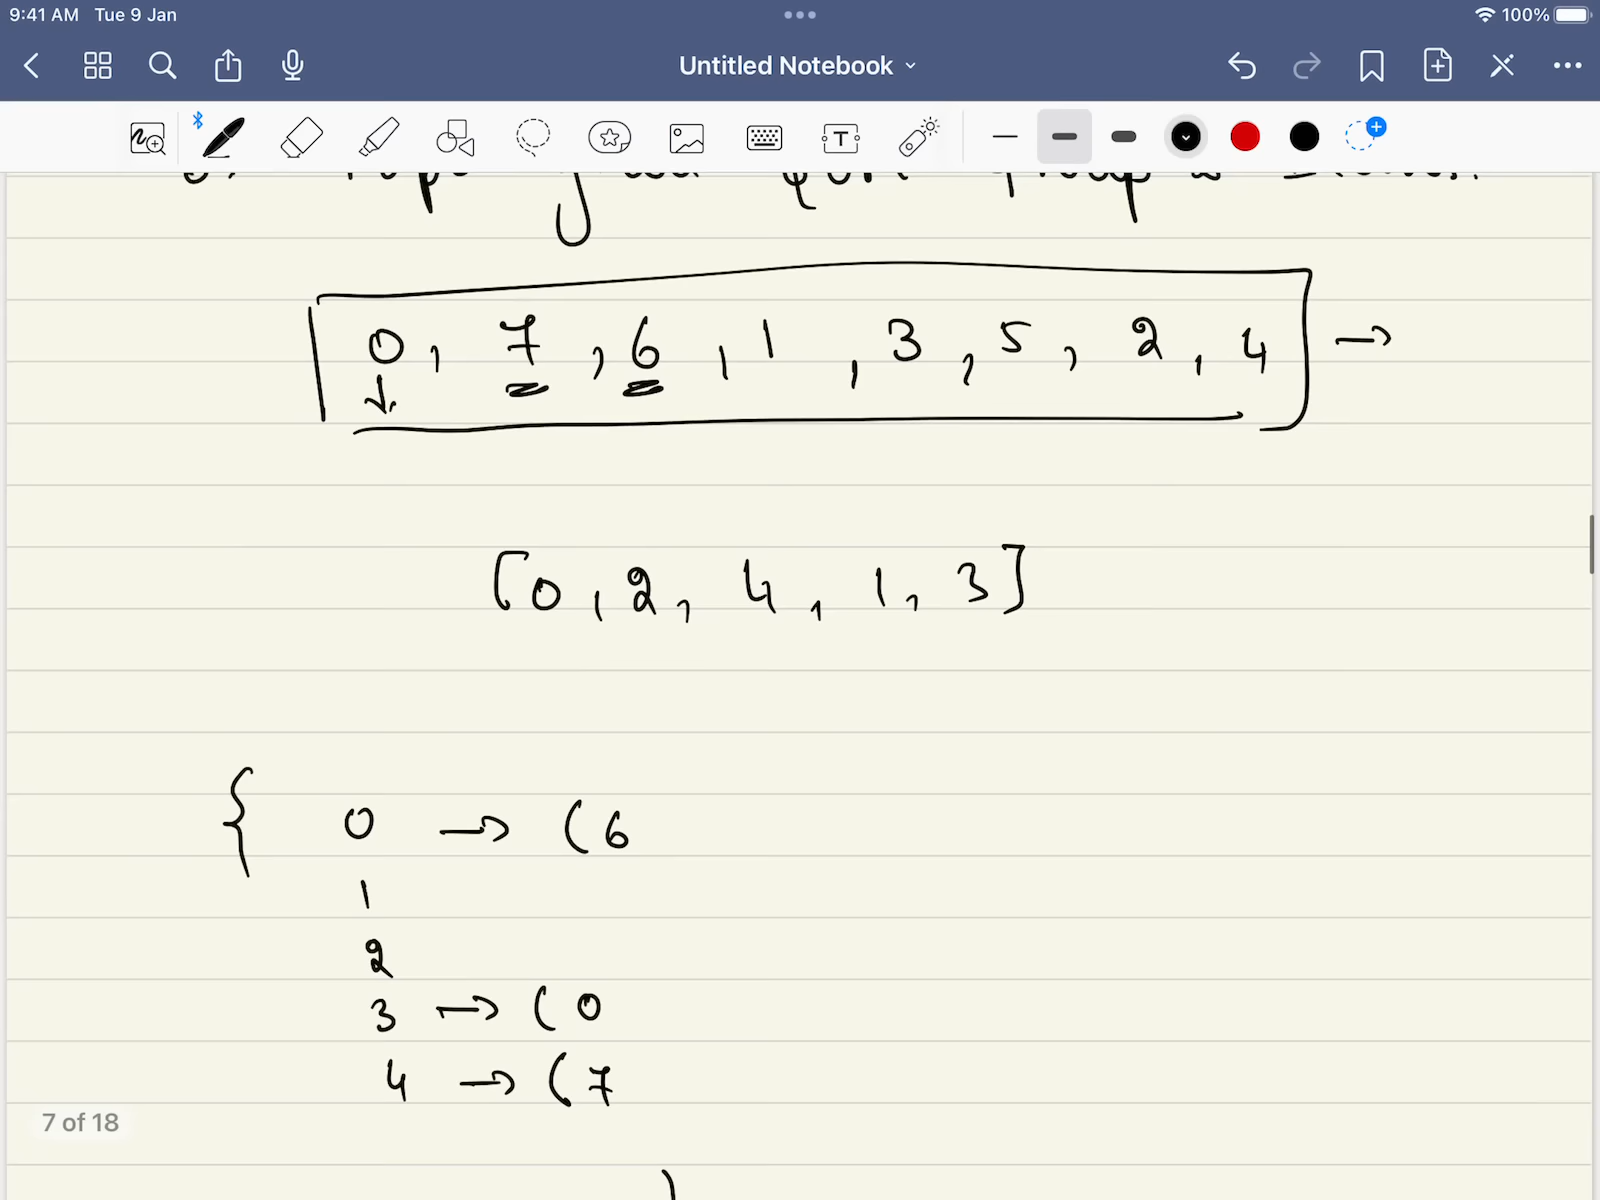 9:41 AM Tue 9 Jan
100%
Untitled Notebook
T
0, 7, 6, 1, 3, 5, 2, 4 →
[0, 2, 4, 1, 3]
{ 0 → (6
1
2
3 → (0
4 → (7
7 of 18